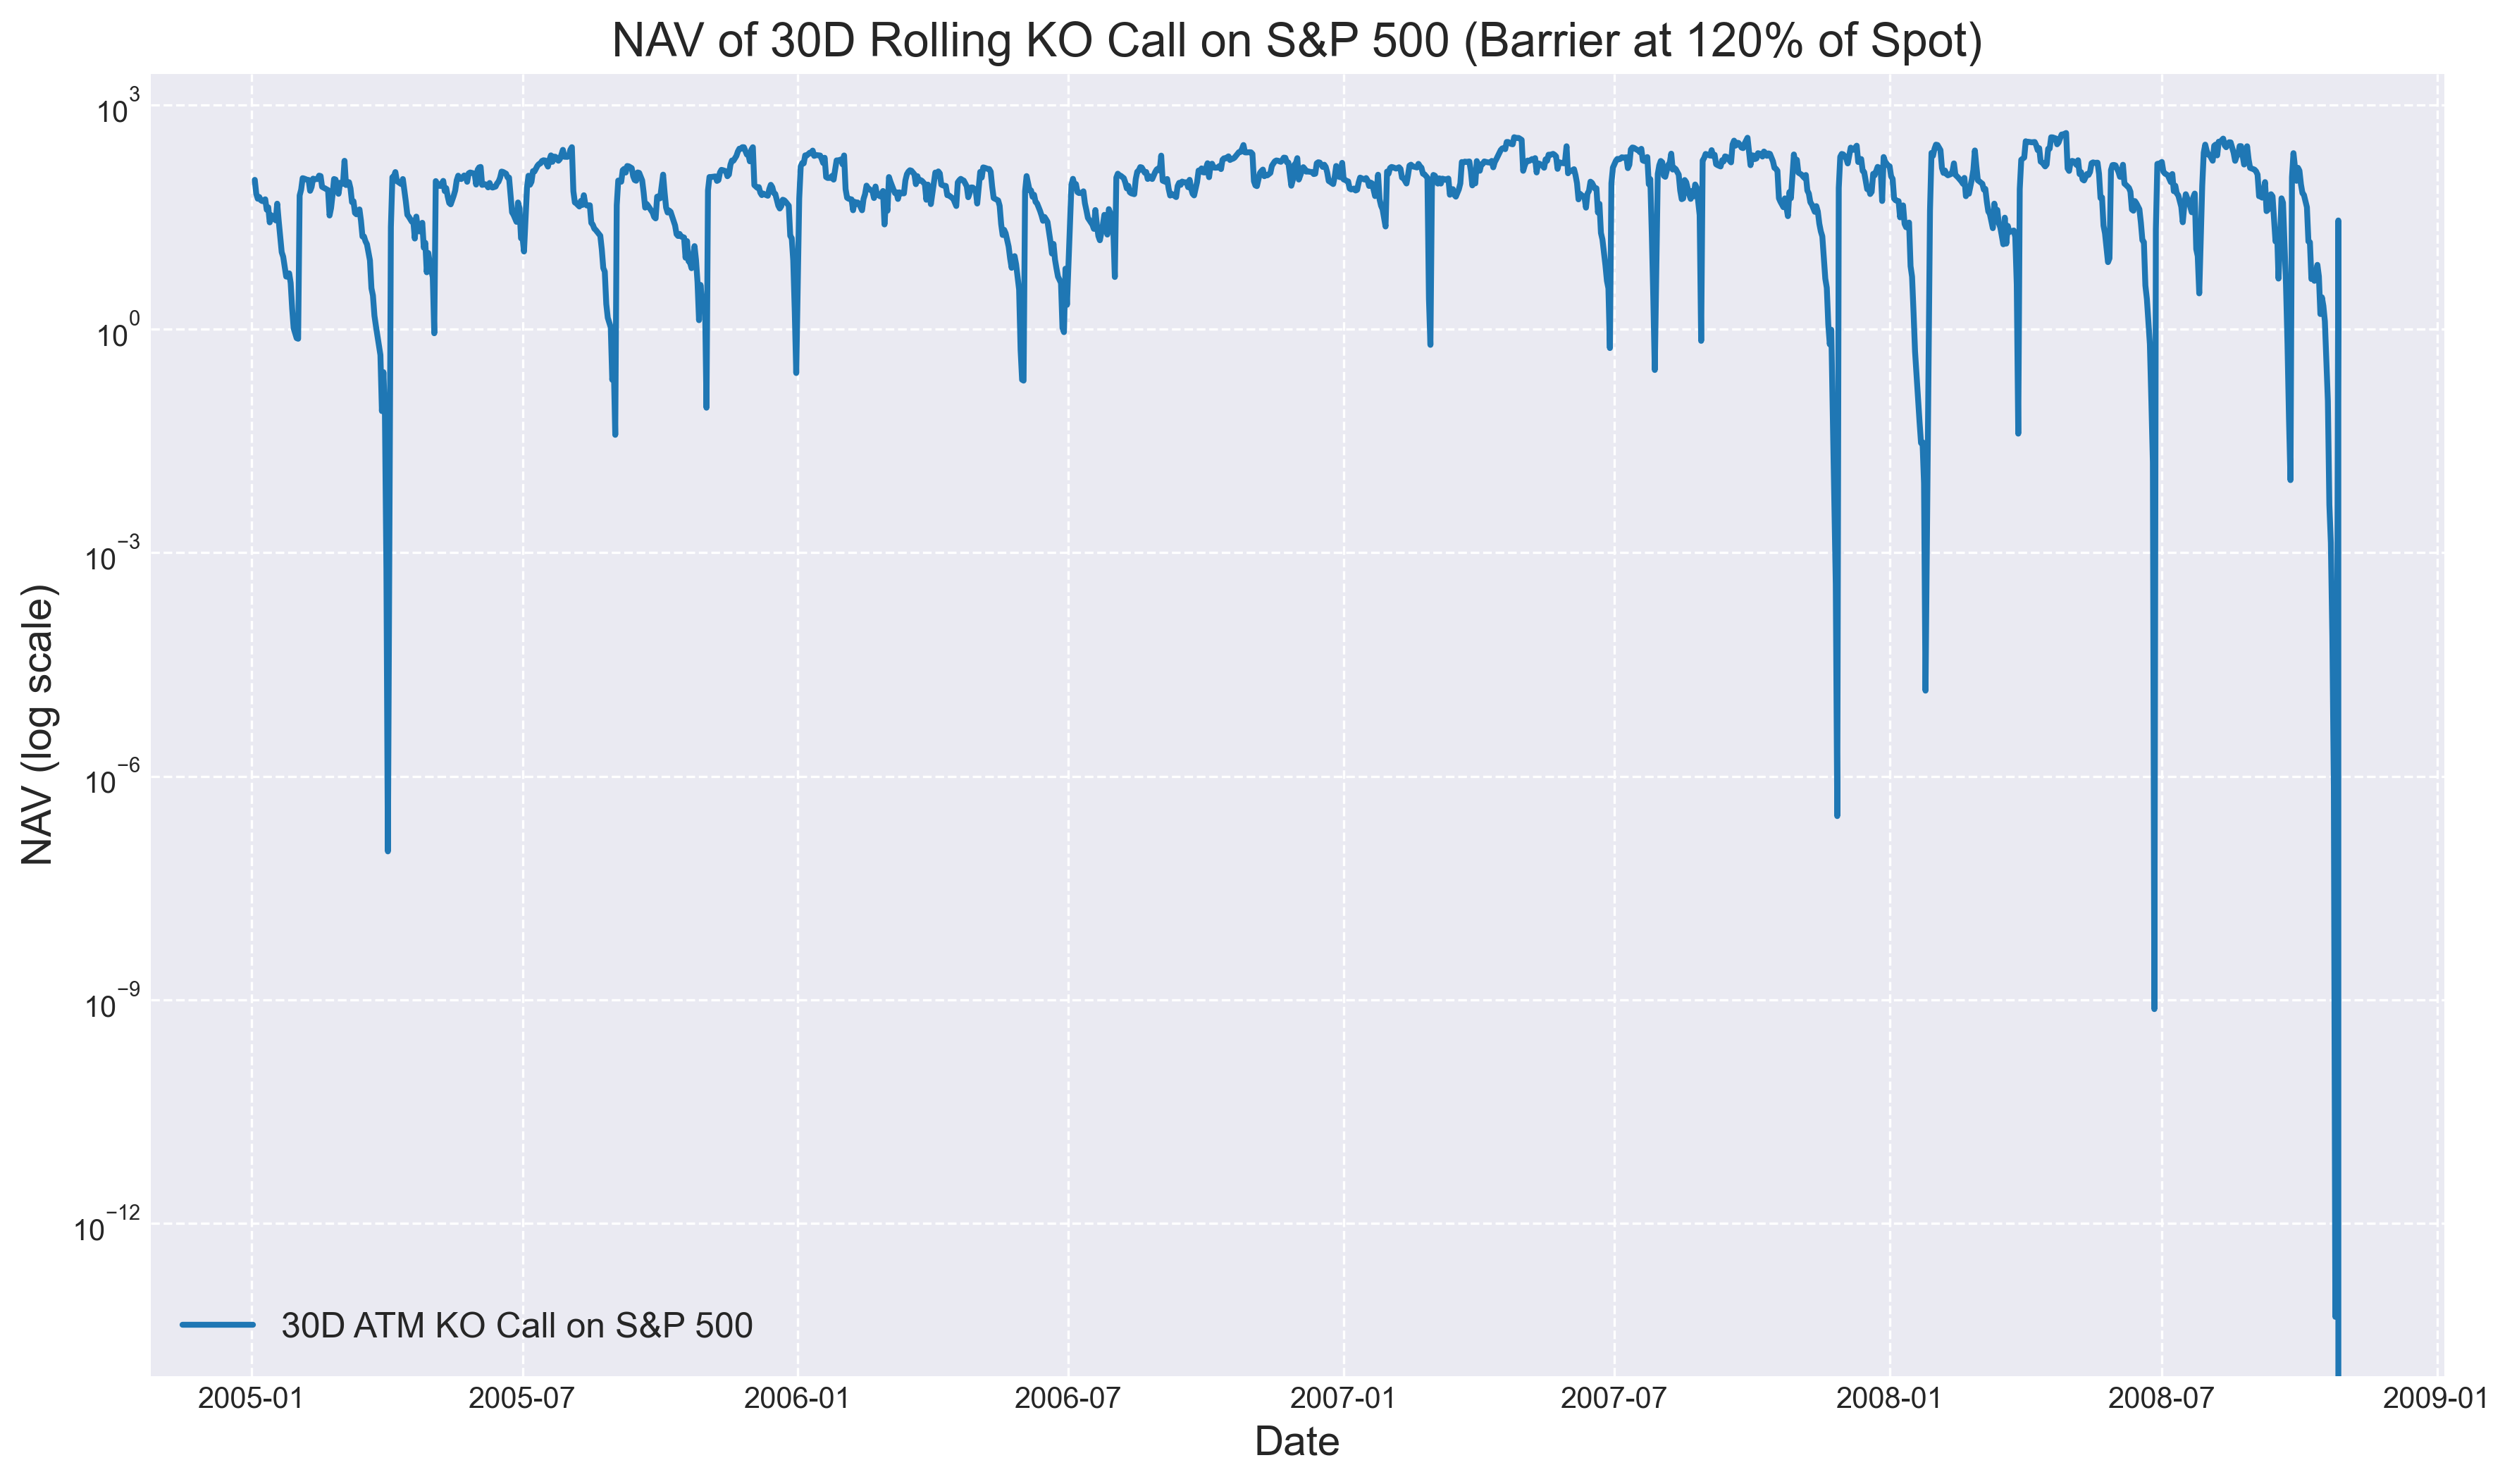 NAV of 30D Rolling KO Call on S&P 500 (Barrier at 120% of Spot)
NAV (log scale)
10³
10⁰
10⁻³
10⁻⁶
10⁻⁹
10⁻¹²
30D ATM KO Call on S&P 500
2005-01 2005-07 2006-01 2006-07 2007-01 2007-07 2008-01 2008-07 2009-01
Date